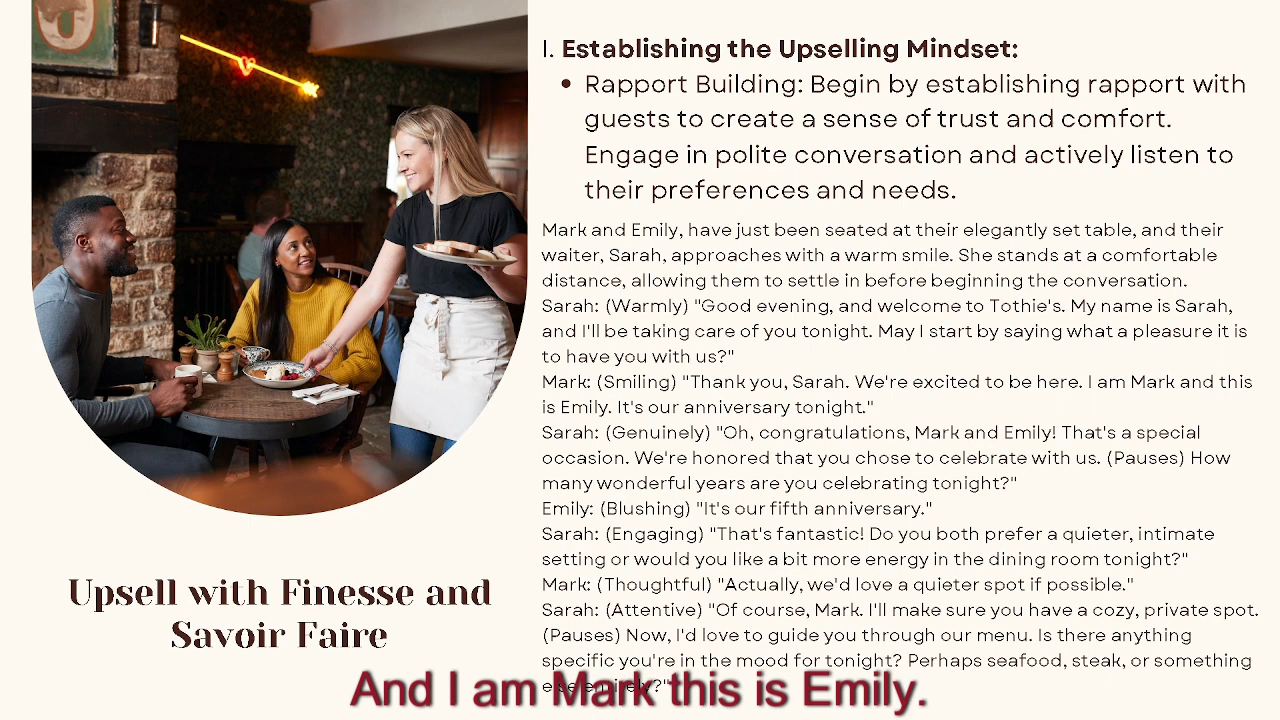 I. Establishing the Upselling Mindset:
• Rapport Building: Begin by establishing rapport with
guests to create a sense of trust and comfort.
Engage in polite conversation and actively listen to
their preferences and needs.
Mark and Emily, have just been seated at their elegantly set table, and their
waiter, Sarah, approaches with a warm smile. She stands at a comfortable
distance, allowing them to settle in before beginning the conversation.
Sarah: (Warmly) "Good evening, and welcome to Tothie's. My name is Sarah,
and I'll be taking care of you tonight. May I start by saying what a pleasure it is
to have you with us?"
Mark: (Smiling) "Thank you, Sarah. We're excited to be here. I am Mark and this
is Emily. It's our anniversary tonight."
Sarah: (Genuinely) "Oh, congratulations, Mark and Emily! That's a special
occasion. We're honored that you chose to celebrate with us. (Pauses) How
many wonderful years are you celebrating tonight?"
Emily: (Blushing) "It's our fifth anniversary."
Sarah: (Engaging) "That's fantastic! Do you both prefer a quieter, intimate
setting or would you like a bit more energy in the dining room tonight?"
Mark: (Thoughtful) "Actually, we'd love a quieter spot if possible."
Sarah: (Attentive) "Of course, Mark. I'll make sure you have a cozy, private spot.
(Pauses) Now, I'd love to guide you through our menu. Is there anything
specific you're in the mood for tonight? Perhaps seafood, steak, or something
Upsell with Finesse and
Savoir Faire
And I am Mark this is Emily.